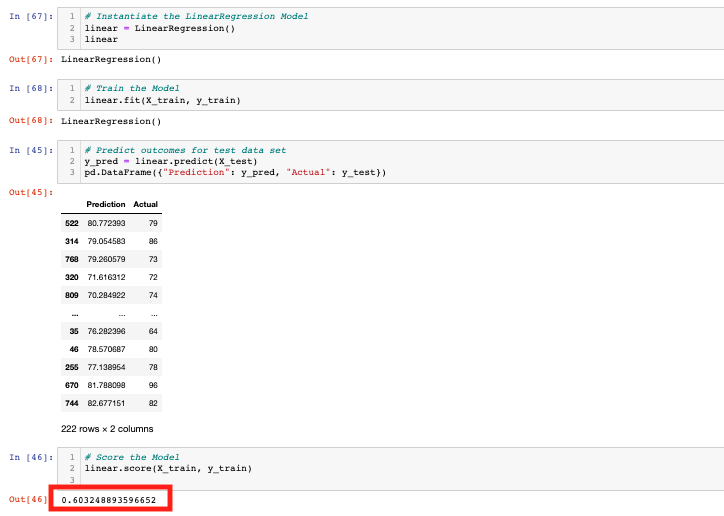 In [67]: 1 # Instantiate the LinearRegression Model
2 linear = LinearRegression()
3 linear
Out[67]: LinearRegression()
In [68]: 1 # Train the Model
2 linear.fit(X_train, y_train)
Out[68]: LinearRegression()
In [45]: 1 # Predict outcomes for test data set
2 y_pred = linear.predict(X_test)
3 pd.DataFrame({"Prediction": y_pred, "Actual": y_test})
Out[45]:
Prediction Actual
522 80.772393 79
314 79.054583 86
768 79.260579 73
320 71.616312 72
809 70.284922 74
... ... ...
35 76.282396 64
46 78.570687 80
255 77.138954 78
670 81.788098 96
744 82.677151 82
222 rows × 2 columns
In [46]: 1 # Score the Model
2 linear.score(X_train, y_train)
3
Out[46] 0.603248893596652